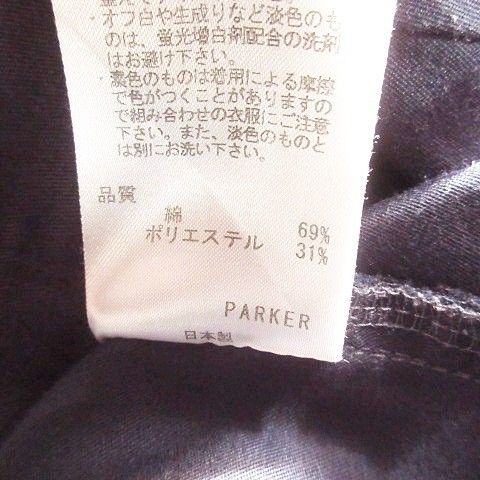 オフ白や生成りなど淡色のも
のは、蛍光増白剤配合の洗剤
はお避け下さい。
・濃色のものは着用による摩擦
で色がつくことがありますの
で組み合わせの衣服にご注意
下さい。また、淡色のものと
は別にお洗い下さい。
品質
綿 69%
ポリエステル 31%
PARKER
日本製